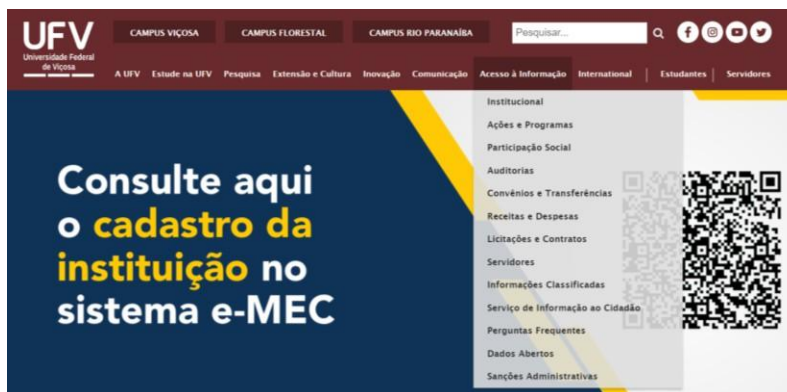 UFV
Universidade Federal
de Viçosa
CAMPUS VIÇOSA CAMPUS FLORESTAL CAMPUS RIO PARANAÍBA Pesquisar...
A UFV Estude na UFV Pesquisa Extensão e Cultura Inovação Comunicação Acesso à Informação International | Estudantes | Servidores
Institucional
Ações e Programas
Participação Social
Auditorias
Convênios e Transferências
Receitas e Despesas
Licitações e Contratos
Servidores
Informações Classificadas
Serviço de Informação ao Cidadão
Perguntas Frequentes
Dados Abertos
Sanções Administrativas
Consulte aqui
o cadastro da
instituição no
sistema e-MEC